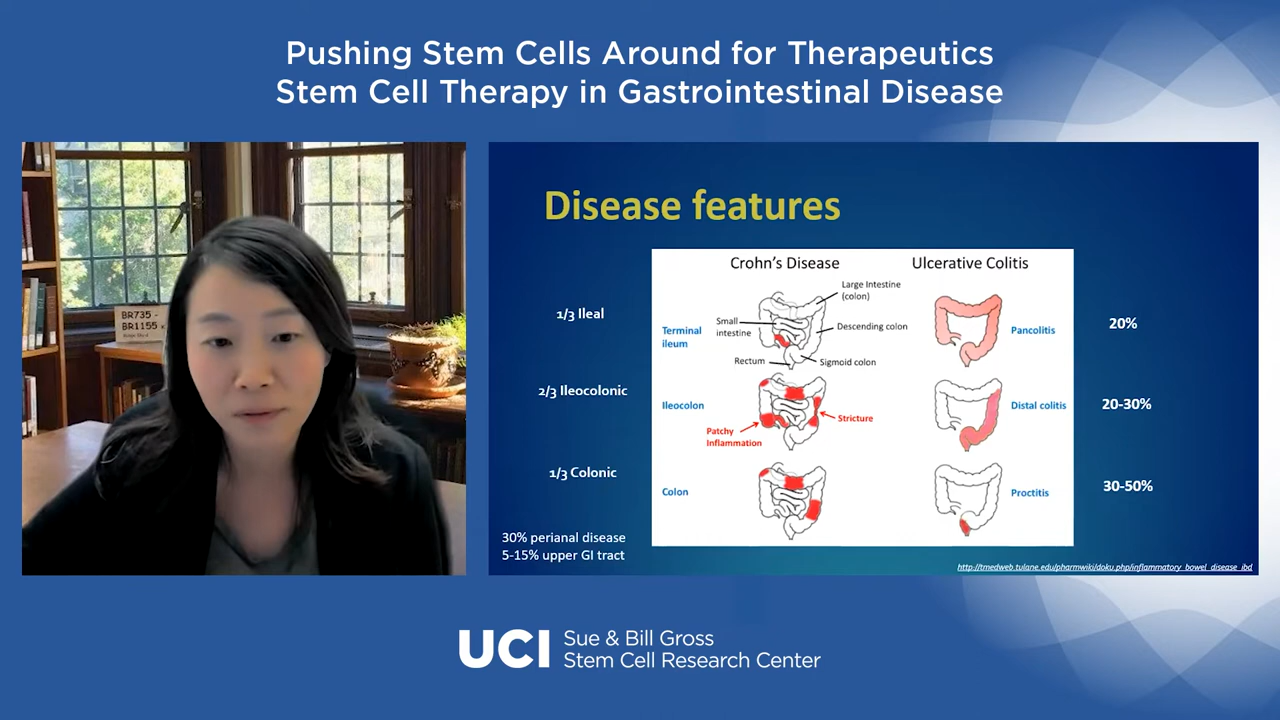 Pushing Stem Cells Around for Therapeutics
Stem Cell Therapy in Gastrointestinal Disease
BR735 -
BR1155
Disease features
Crohn's Disease
Ulcerative Colitis
1/3 Ileal
Terminal
ileum
Small
intestine
Large Intestine
(colon)
Descending colon
Rectum
Sigmoid colon
Pancolitis
20%
2/3 Ileocolonic
Ileocolon
Patchy
Inflammation
Stricture
Distal colitis
20-30%
1/3 Colonic
Colon
Proctitis
30-50%
30% perianal disease
5-15% upper GI tract
http://tmedweb.tulane.edu/pharmwiki/doku.php/inflammatory_bowel_disease_ibd
UCI
Sue & Bill Gross
Stem Cell Research Center